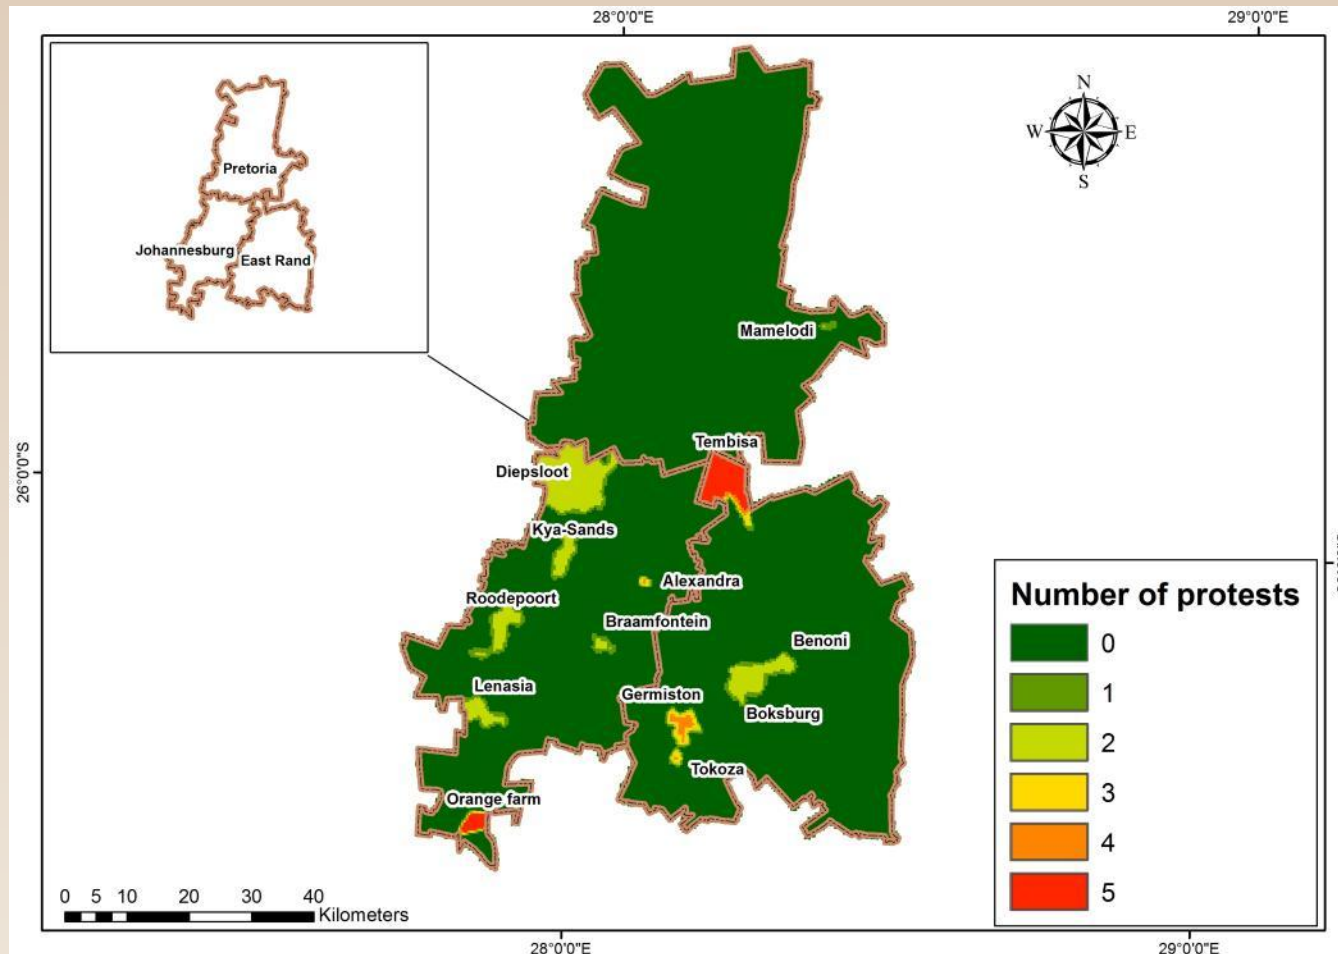 28°0'0"E
29°0'0"E
Pretoria
Johannesburg
East Rand
N
W
E
S
Mamelodi
Tembisa
26°0'0"S
Diepsloot
Kya-Sands
Alexandra
Roodepoort
Braamfontein
Benoni
Lenasia
Germiston
Boksburg
Tokoza
Orange farm
Number of protests
0
1
2
3
4
5
0 5 10 20 30 40
Kilometers
28°0'0"E
29°0'0"E